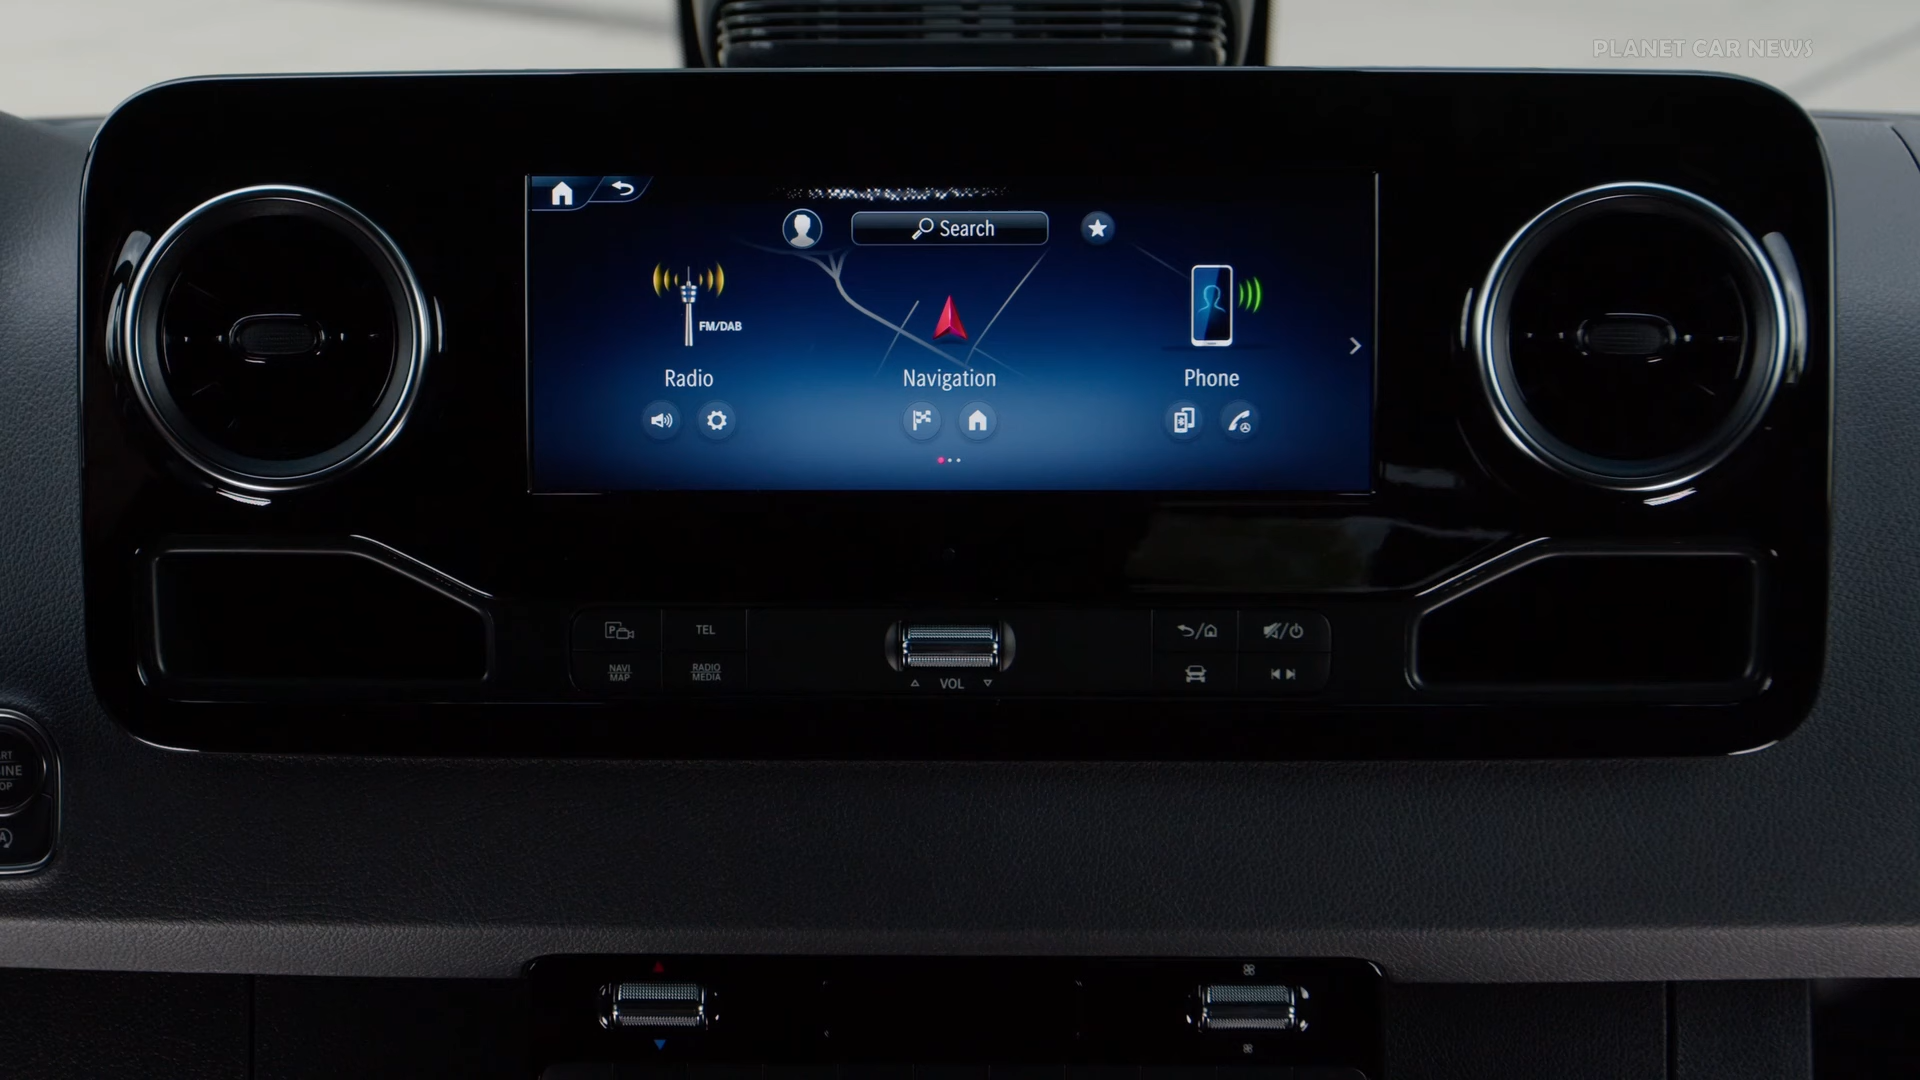 PLANET CAR NEWS
Search
FM/DAB
Radio
Navigation
Phone
TEL
NAVI
MAP
RADIO
MEDIA
VOL